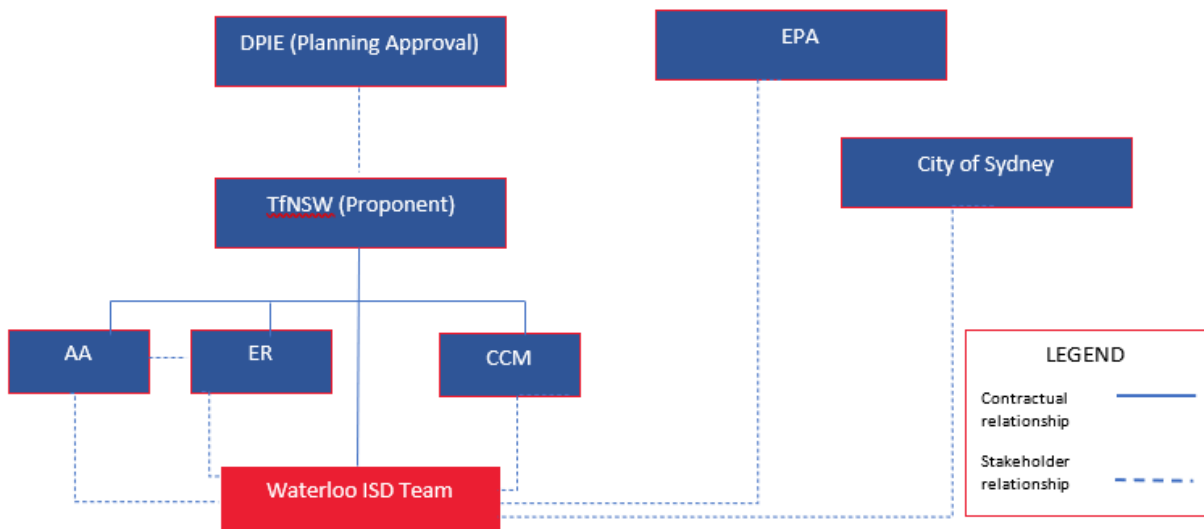 DPIE (Planning Approval)
EPA
City of Sydney
TfNSW (Proponent)
AA
ER
CCM
LEGEND
Contractual
relationship
Stakeholder
relationship
Waterloo ISD Team